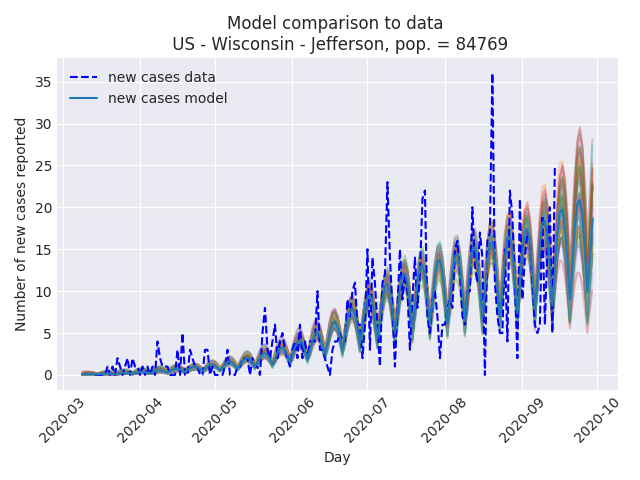 Model comparison to data
US - Wisconsin - Jefferson, pop. = 84769
new cases data
new cases model
Number of new cases reported
35
30
25
20
15
10
5
0
2020-03
2020-04
2020-05
2020-06
2020-07
2020-08
2020-09
2020-10
Day